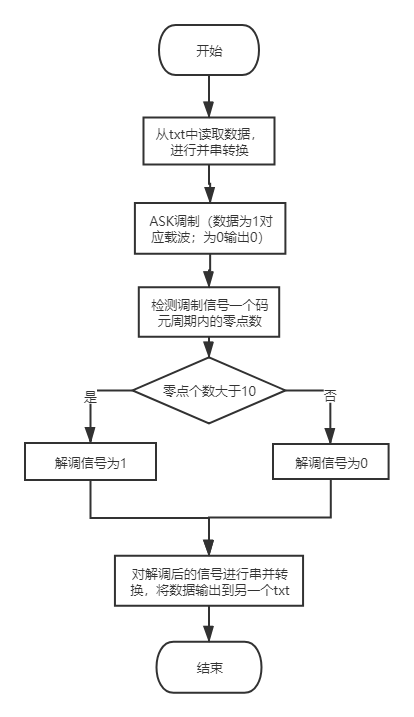 开始
从txt中读取数据，
进行并串转换
ASK调制（数据为1对
应载波；为0输出0）
检测调制信号一个码
元周期内的零点数
零点个数大于10
是
否
解调信号为1
解调信号为0
对解调后的信号进行串并转
换，将数据输出到另一个txt
结束